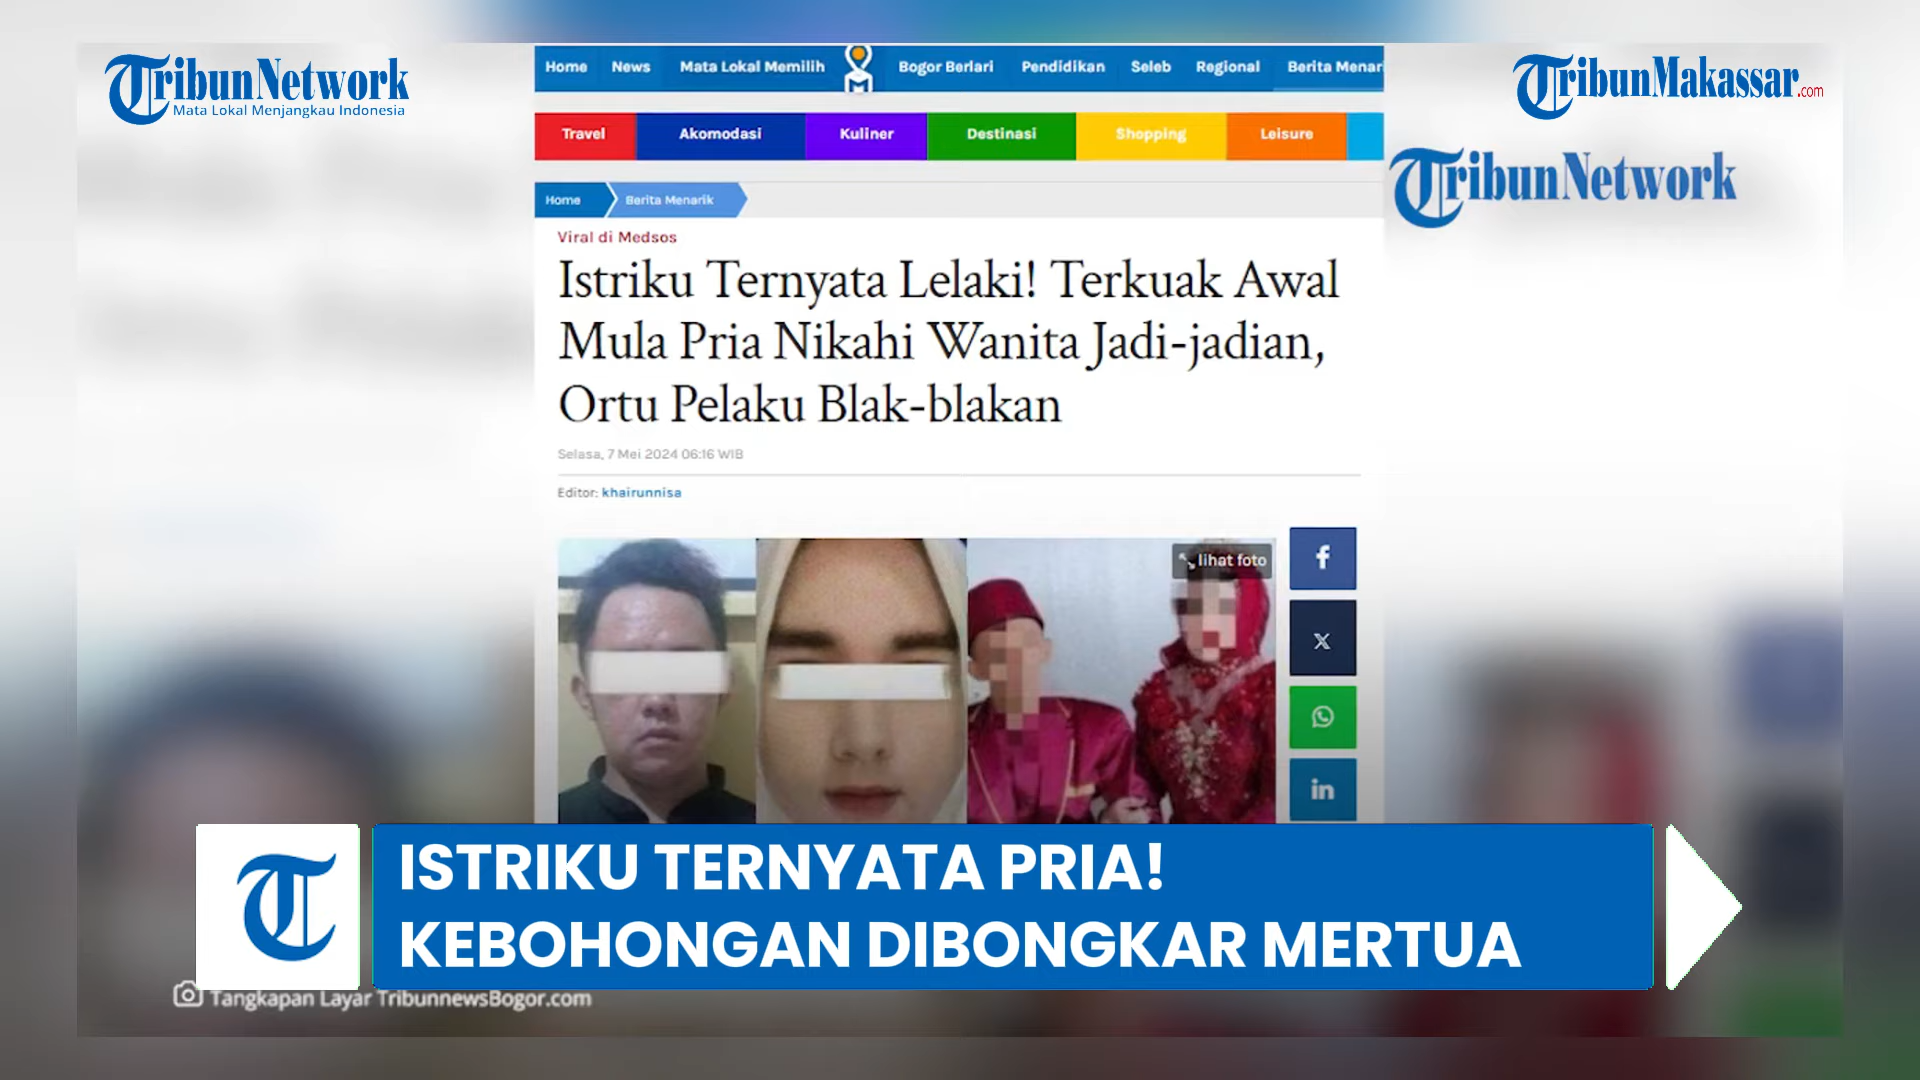 TribunNetwork
Mata Lokal Menjangkau Indonesia
Home News Mata Lokal Memilih Bogor Berlari Pendidikan Seleb Regional Berita Menari
TribunMakassar.com
Travel Akomodasi Kuliner Destinasi Shopping Leisure
TribunNetwork
Home Berita Menarik
Viral di Medsos
Istriku Ternyata Lelaki! Terkuak Awal
Mula Pria Nikahi Wanita Jadi-jadian,
Ortu Pelaku Blak-blakan
Selasa, 7 Mei 2024 06:16 WIB
Editor: khairunnisa
lihat foto
ISTRIKU TERNYATA PRIA!
KEBOHONGAN DIBONGKAR MERTUA
Tangkapan Layar TribunnewsBogor.com